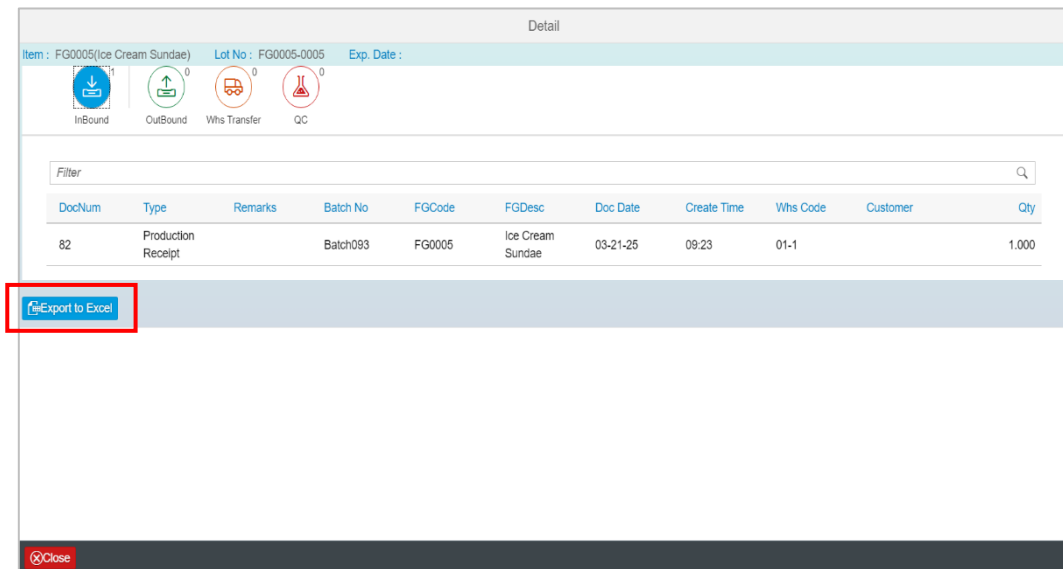 Detail
Item : FG0005(Ice Cream Sundae) Lot No : FG0005-0005 Exp. Date :
1 0 0 0
InBound OutBound Whs Transfer QC
Filter
DocNum Type Remarks Batch No FGCode FGDesc Doc Date Create Time Whs Code Customer Qty
82 Production Receipt Batch093 FG0005 Ice Cream Sundae 03-21-25 09:23 01-1 1.000
Export to Excel
Close